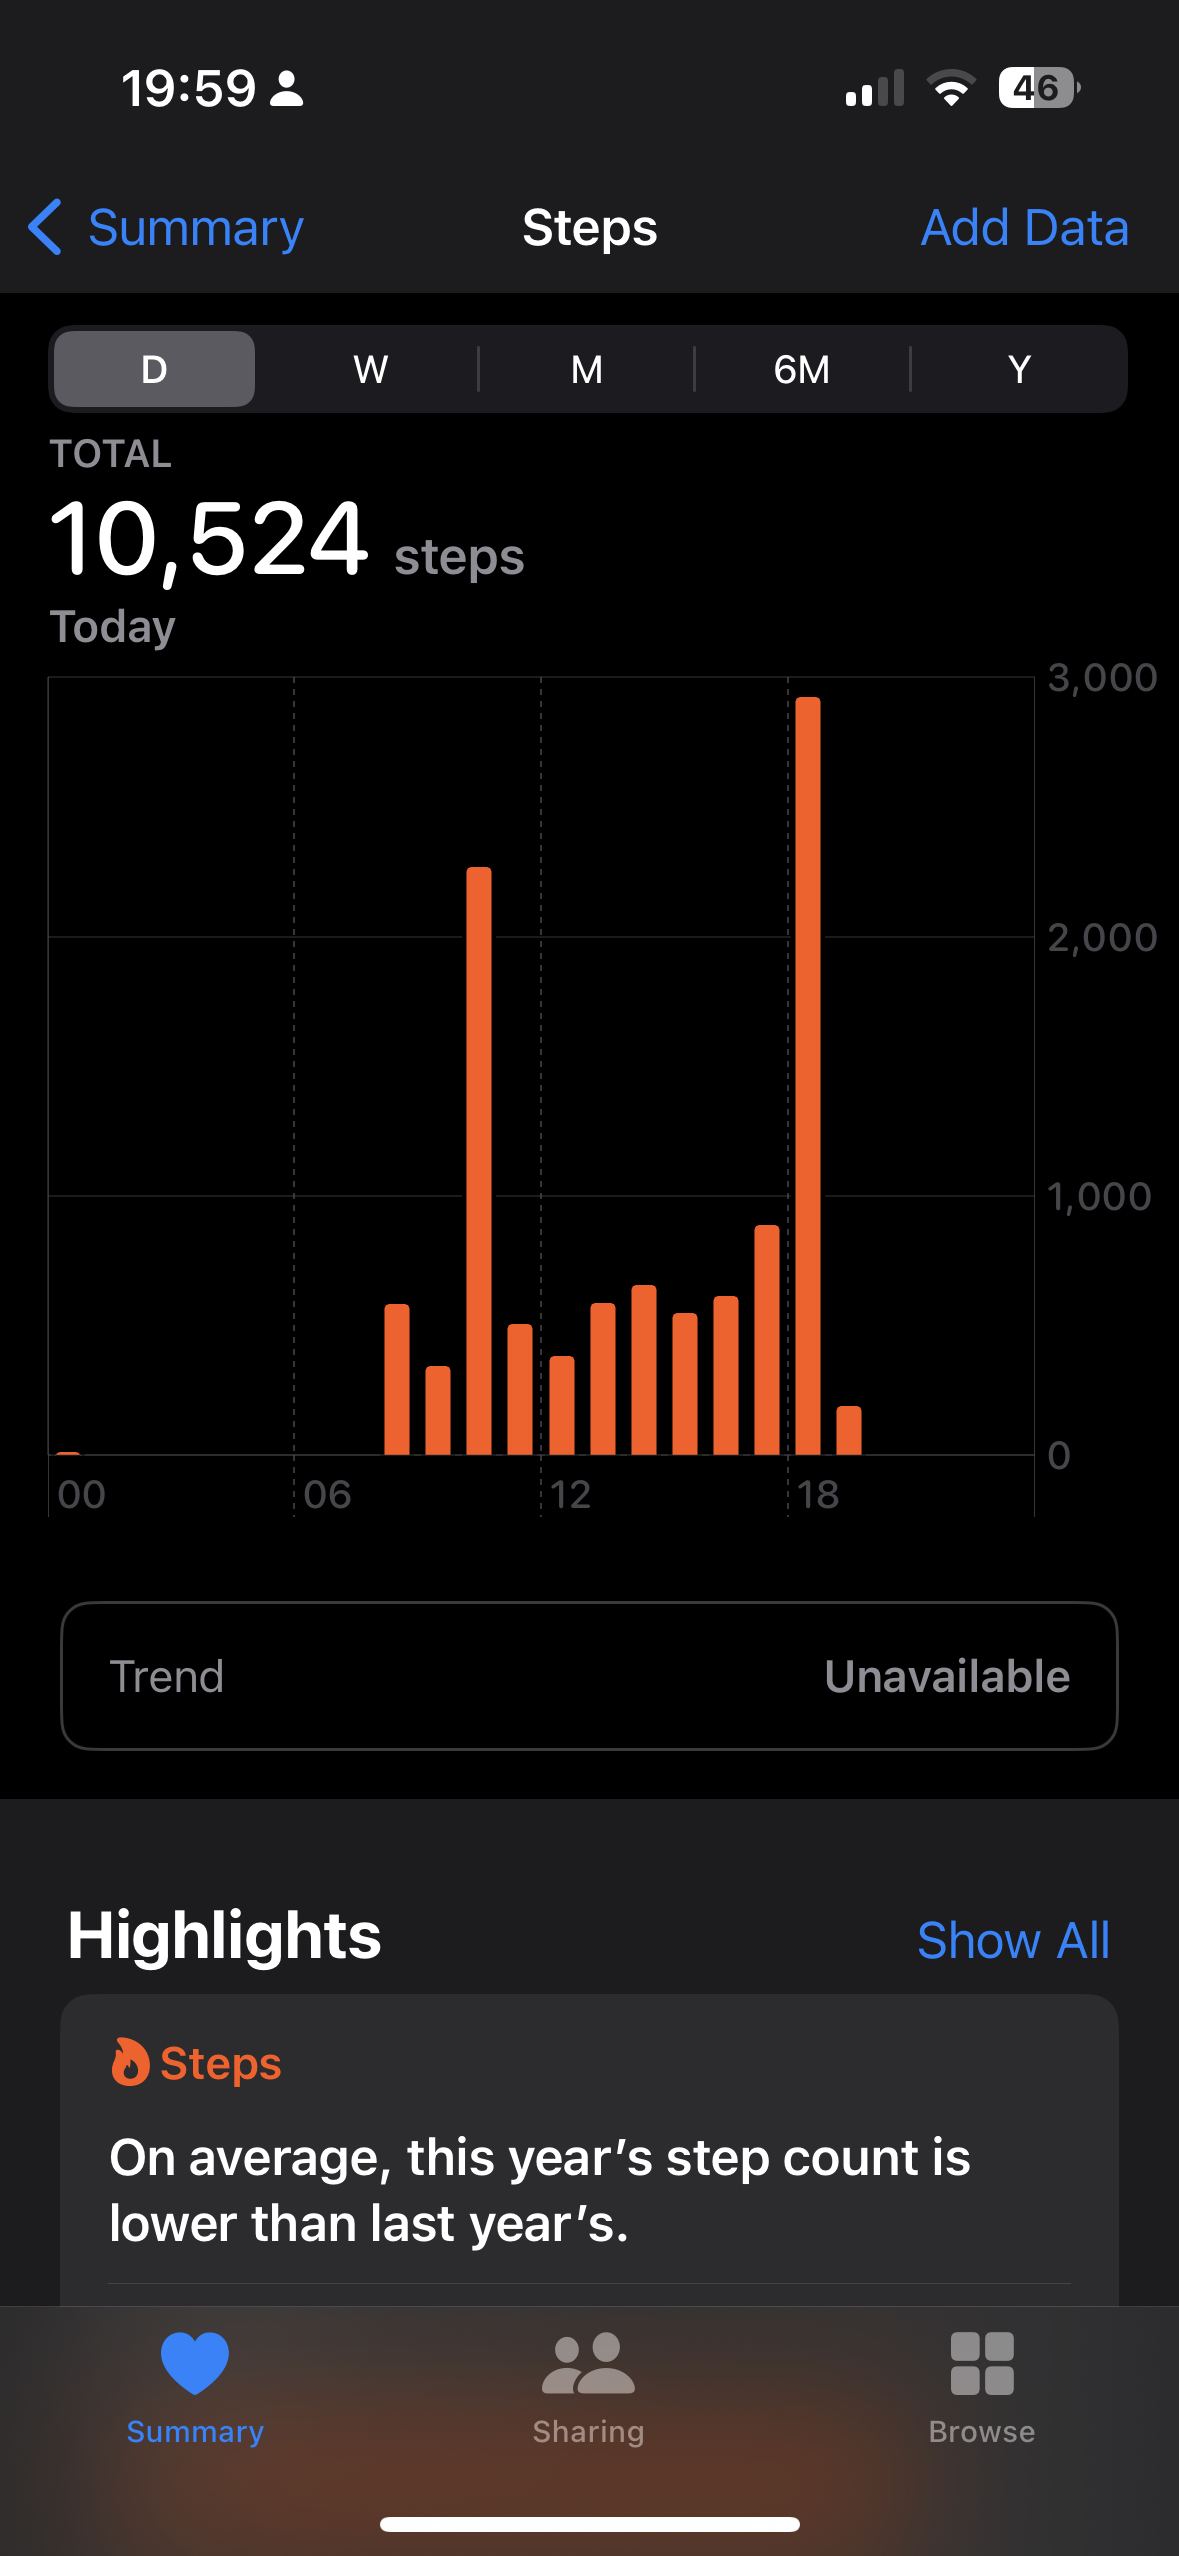 19:59
46
Summary
Steps
Add Data
D W M 6M Y
TOTAL
10,524 steps
Today
3,000
2,000
1,000
0
00 06 12 18
Trend Unavailable
Highlights Show All
Steps
On average, this year’s step count is
lower than last year’s.
Summary Sharing Browse